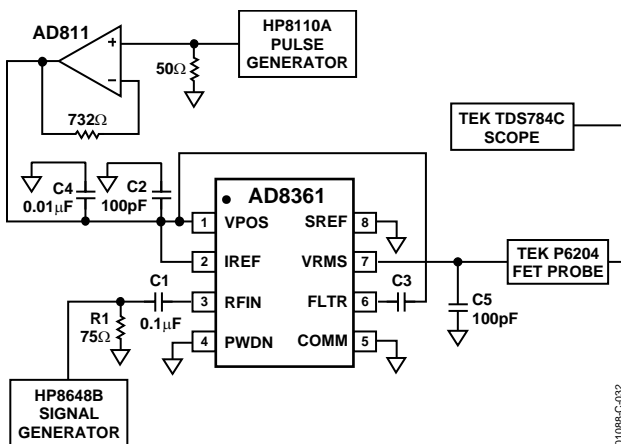 AD811
+
−
HP8110A
PULSE
GENERATOR
50Ω
732Ω
TEK TDS784C
SCOPE
C4
0.01μF
C2
100pF
AD8361
1 VPOS SREF 8
2 IREF VRMS 7
3 RFIN FLTR 6
4 PWDN COMM 5
C1
0.1μF
R1
75Ω
C3
C5
100pF
TEK P6204
FET PROBE
HP8648B
SIGNAL
GENERATOR
01088-C-032